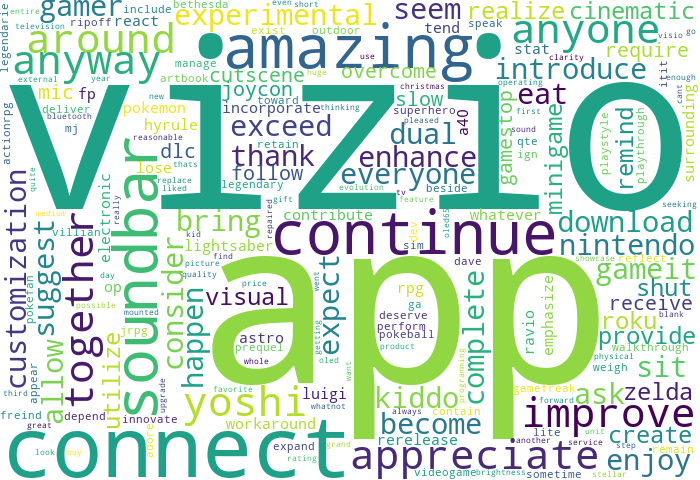 vizio
app
connect
soundbar
amazing
continue
improve
appreciate
together
yoshi
anyone
around
anyway
experimental
cinematic
gamer
seem
realize
require
introduce
eat
overcome
slow
cutscene
joycon
incorporate
exceed
thank
follow
dual
enhance
everyone
minigame
remind
gamestop
download
nintendo
gameit
shut
receive
roku
provide
sit
ask
zelda
create
enjoy
become
kiddo
complete
expect
visual
happen
consider
bring
utilize
allow
suggest
customization
mic
fp
pokemon
hyrule
dlc
lose
deliver
mj
react
include
ripoff
exist
outdoor
tend
speak
stat
bethesda
even
short
legendarie
entire
television
manage
artbook
external
bluetooth
year
reasonable
actionrpg
toward
thinking
huge
use
christmas
superhero
pleased
retain
thats
replace
liked
legendary
evolution
tv
feature
beside
a40
new
operating
first
sound
qte
ign
clarity
visio
go
isit
enough
cant
playstyle
playthrough
surrounding
seeking
contribute
whatever
lightsaber
gift
repaired
oled65
sim
dev
dave
kid
find
picture
quality
price
went
getting
oled
want
astro
prequel
whole
luigi
whatnot
favorite
workaround
expand
rating
grand
rerelease
rpg
ga
deserve
perform
pokeball
product
programming
ravio
emphasize
showcase
reflect
blank
walkthrough
physical
weigh
gamefreak
forward
contain
always
lite
another
unit
service
step
remain
stellar
sometime
brightness
videogame
medium
quite
villian
electronic
day
op
pokeran
possible
mounted
really
jrpg
appear
third
upgrade
adore
freind
depend
innovate
great
look
buy